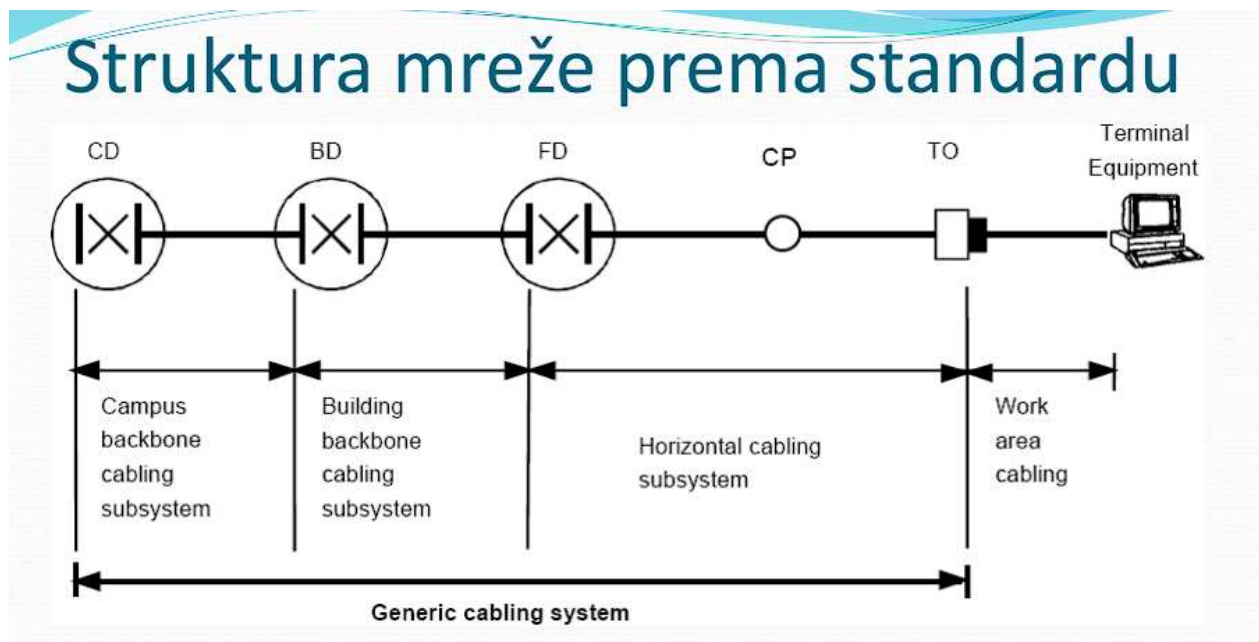 Struktura mreže prema standardu
CD
BD
FD
CP
TO
Terminal
Equipment
Campus
backbone
cabling
subsystem
Building
backbone
cabling
subsystem
Horizontal cabling
subsystem
Work
area
cabling
Generic cabling system